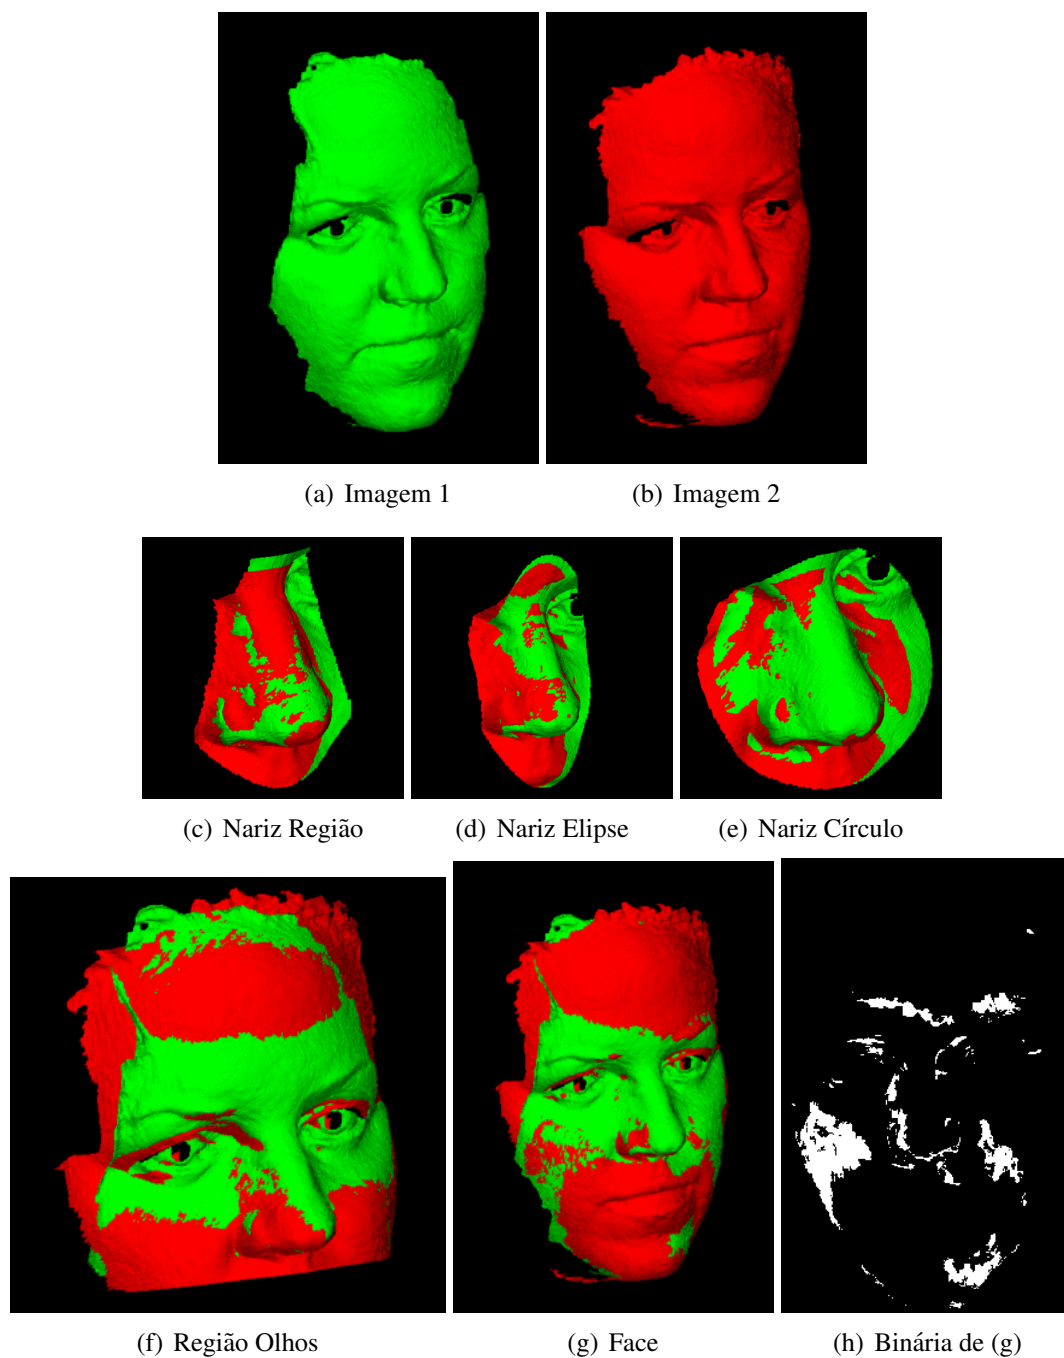 (a) Imagem 1
(b) Imagem 2
(c) Nariz Região
(d) Nariz Elipse
(e) Nariz Círculo
(f) Região Olhos
(g) Face
(h) Binária de (g)